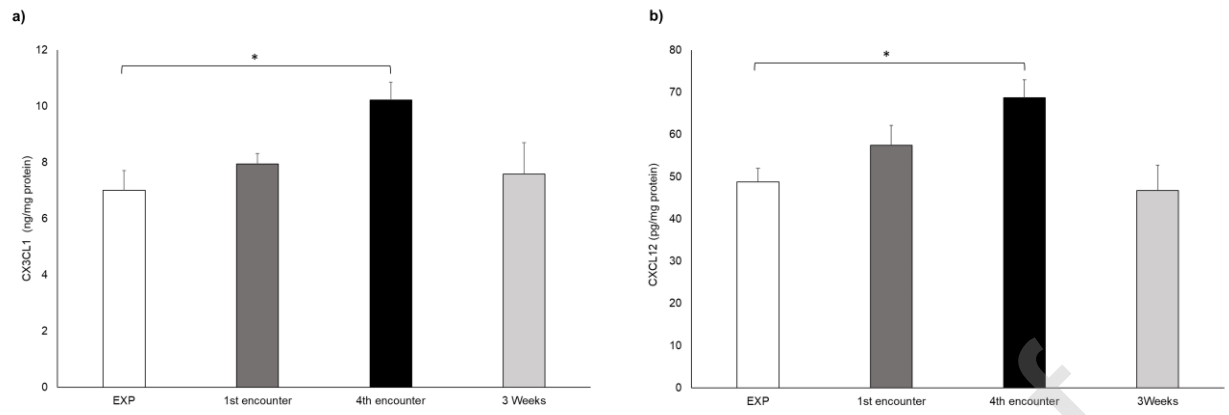 a)
*
12
10
8
6
4
2
0
CX3CL1 (ng/mg protein)
EXP 1st encounter 4th encounter 3 Weeks
b)
*
80
70
60
50
40
30
20
10
0
CXCL12 (pg/mg protein)
EXP 1st encounter 4th encounter 3Weeks
f